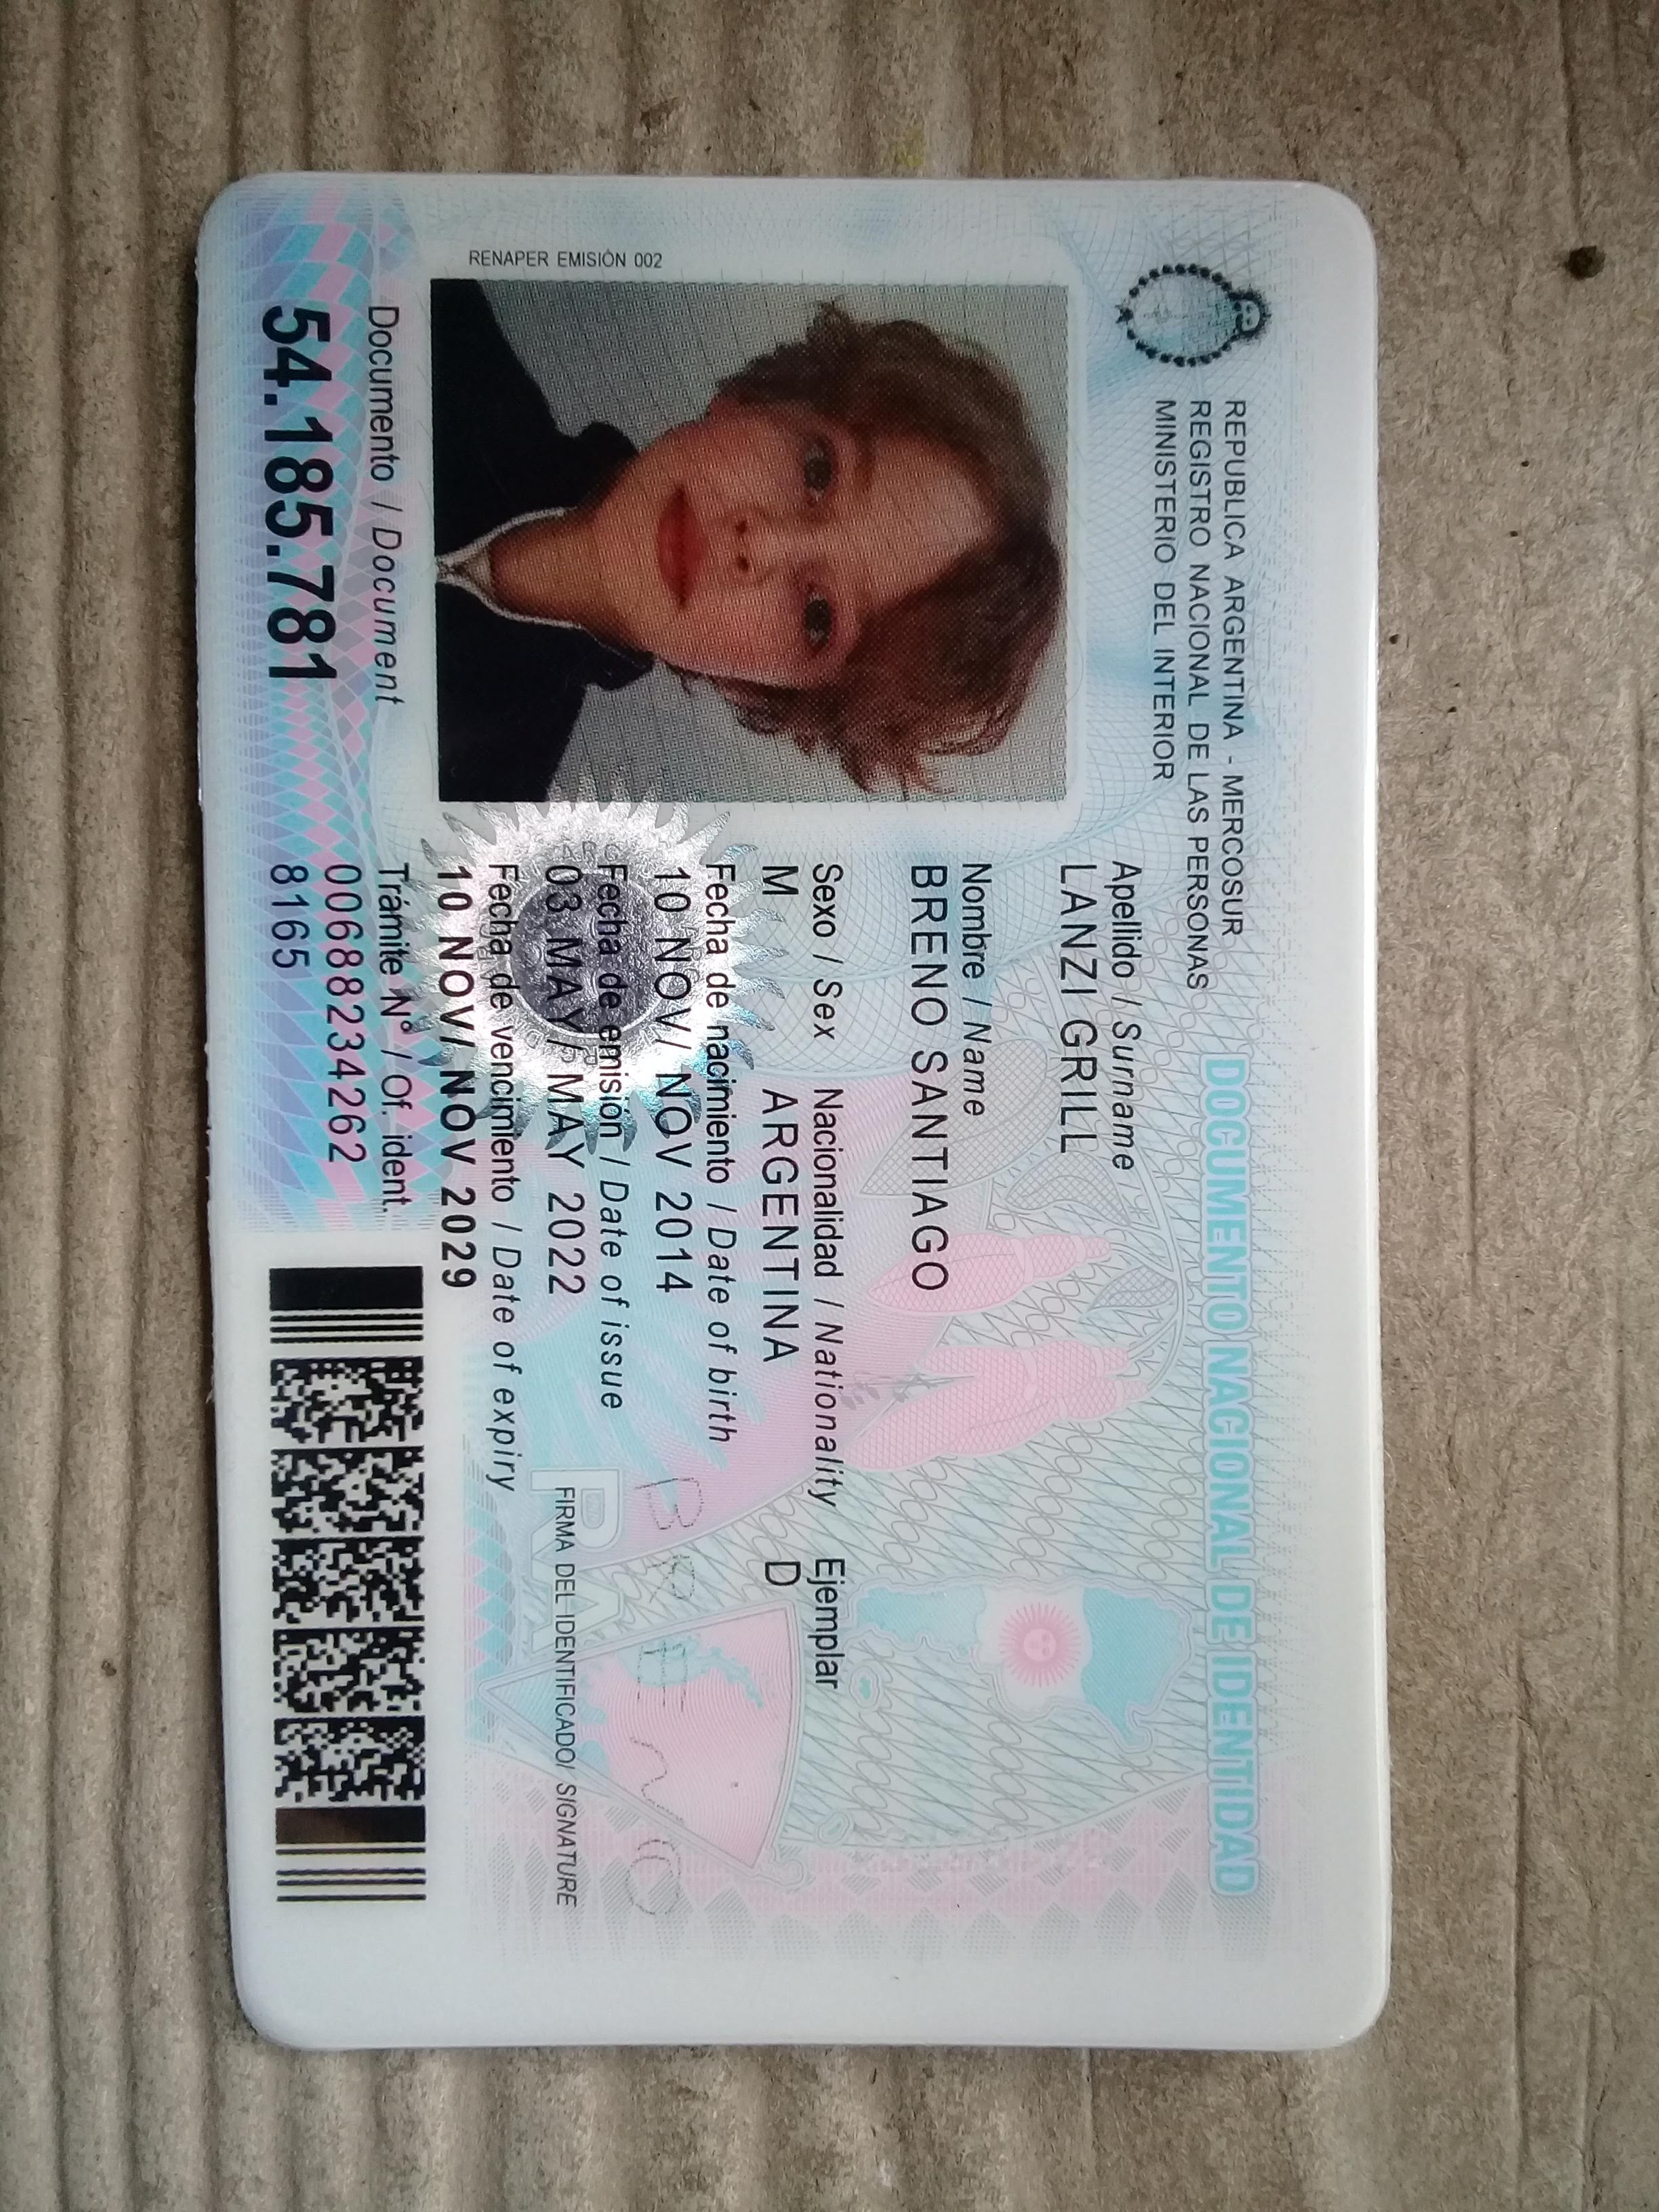 REPUBLICA ARGENTINA - MERCOSUR
REGISTRO NACIONAL DE LAS PERSONAS
MINISTERIO DEL INTERIOR
DOCUMENTO NACIONAL DE IDENTIDAD
RENAPER EMISIÓN 002
Apellido / Surname
LANZI GRILL
Nombre / Name
BRENO SANTIAGO
Sexo / Sex Nacionalidad / Nationality Ejemplar
M ARGENTINA D
Fecha de nacimiento / Date of birth
10 NOV/ NOV 2014
Fecha de emisión / Date of issue
03 MAY/ MAY 2022
Fecha de vencimiento / Date of expiry
10 NOV/ NOV 2029
FIRMA DEL IDENTIFICADO/ SIGNATURE
Documento / Document
54.185.781
Trámite N° / Of. ident.
00688234262
8165